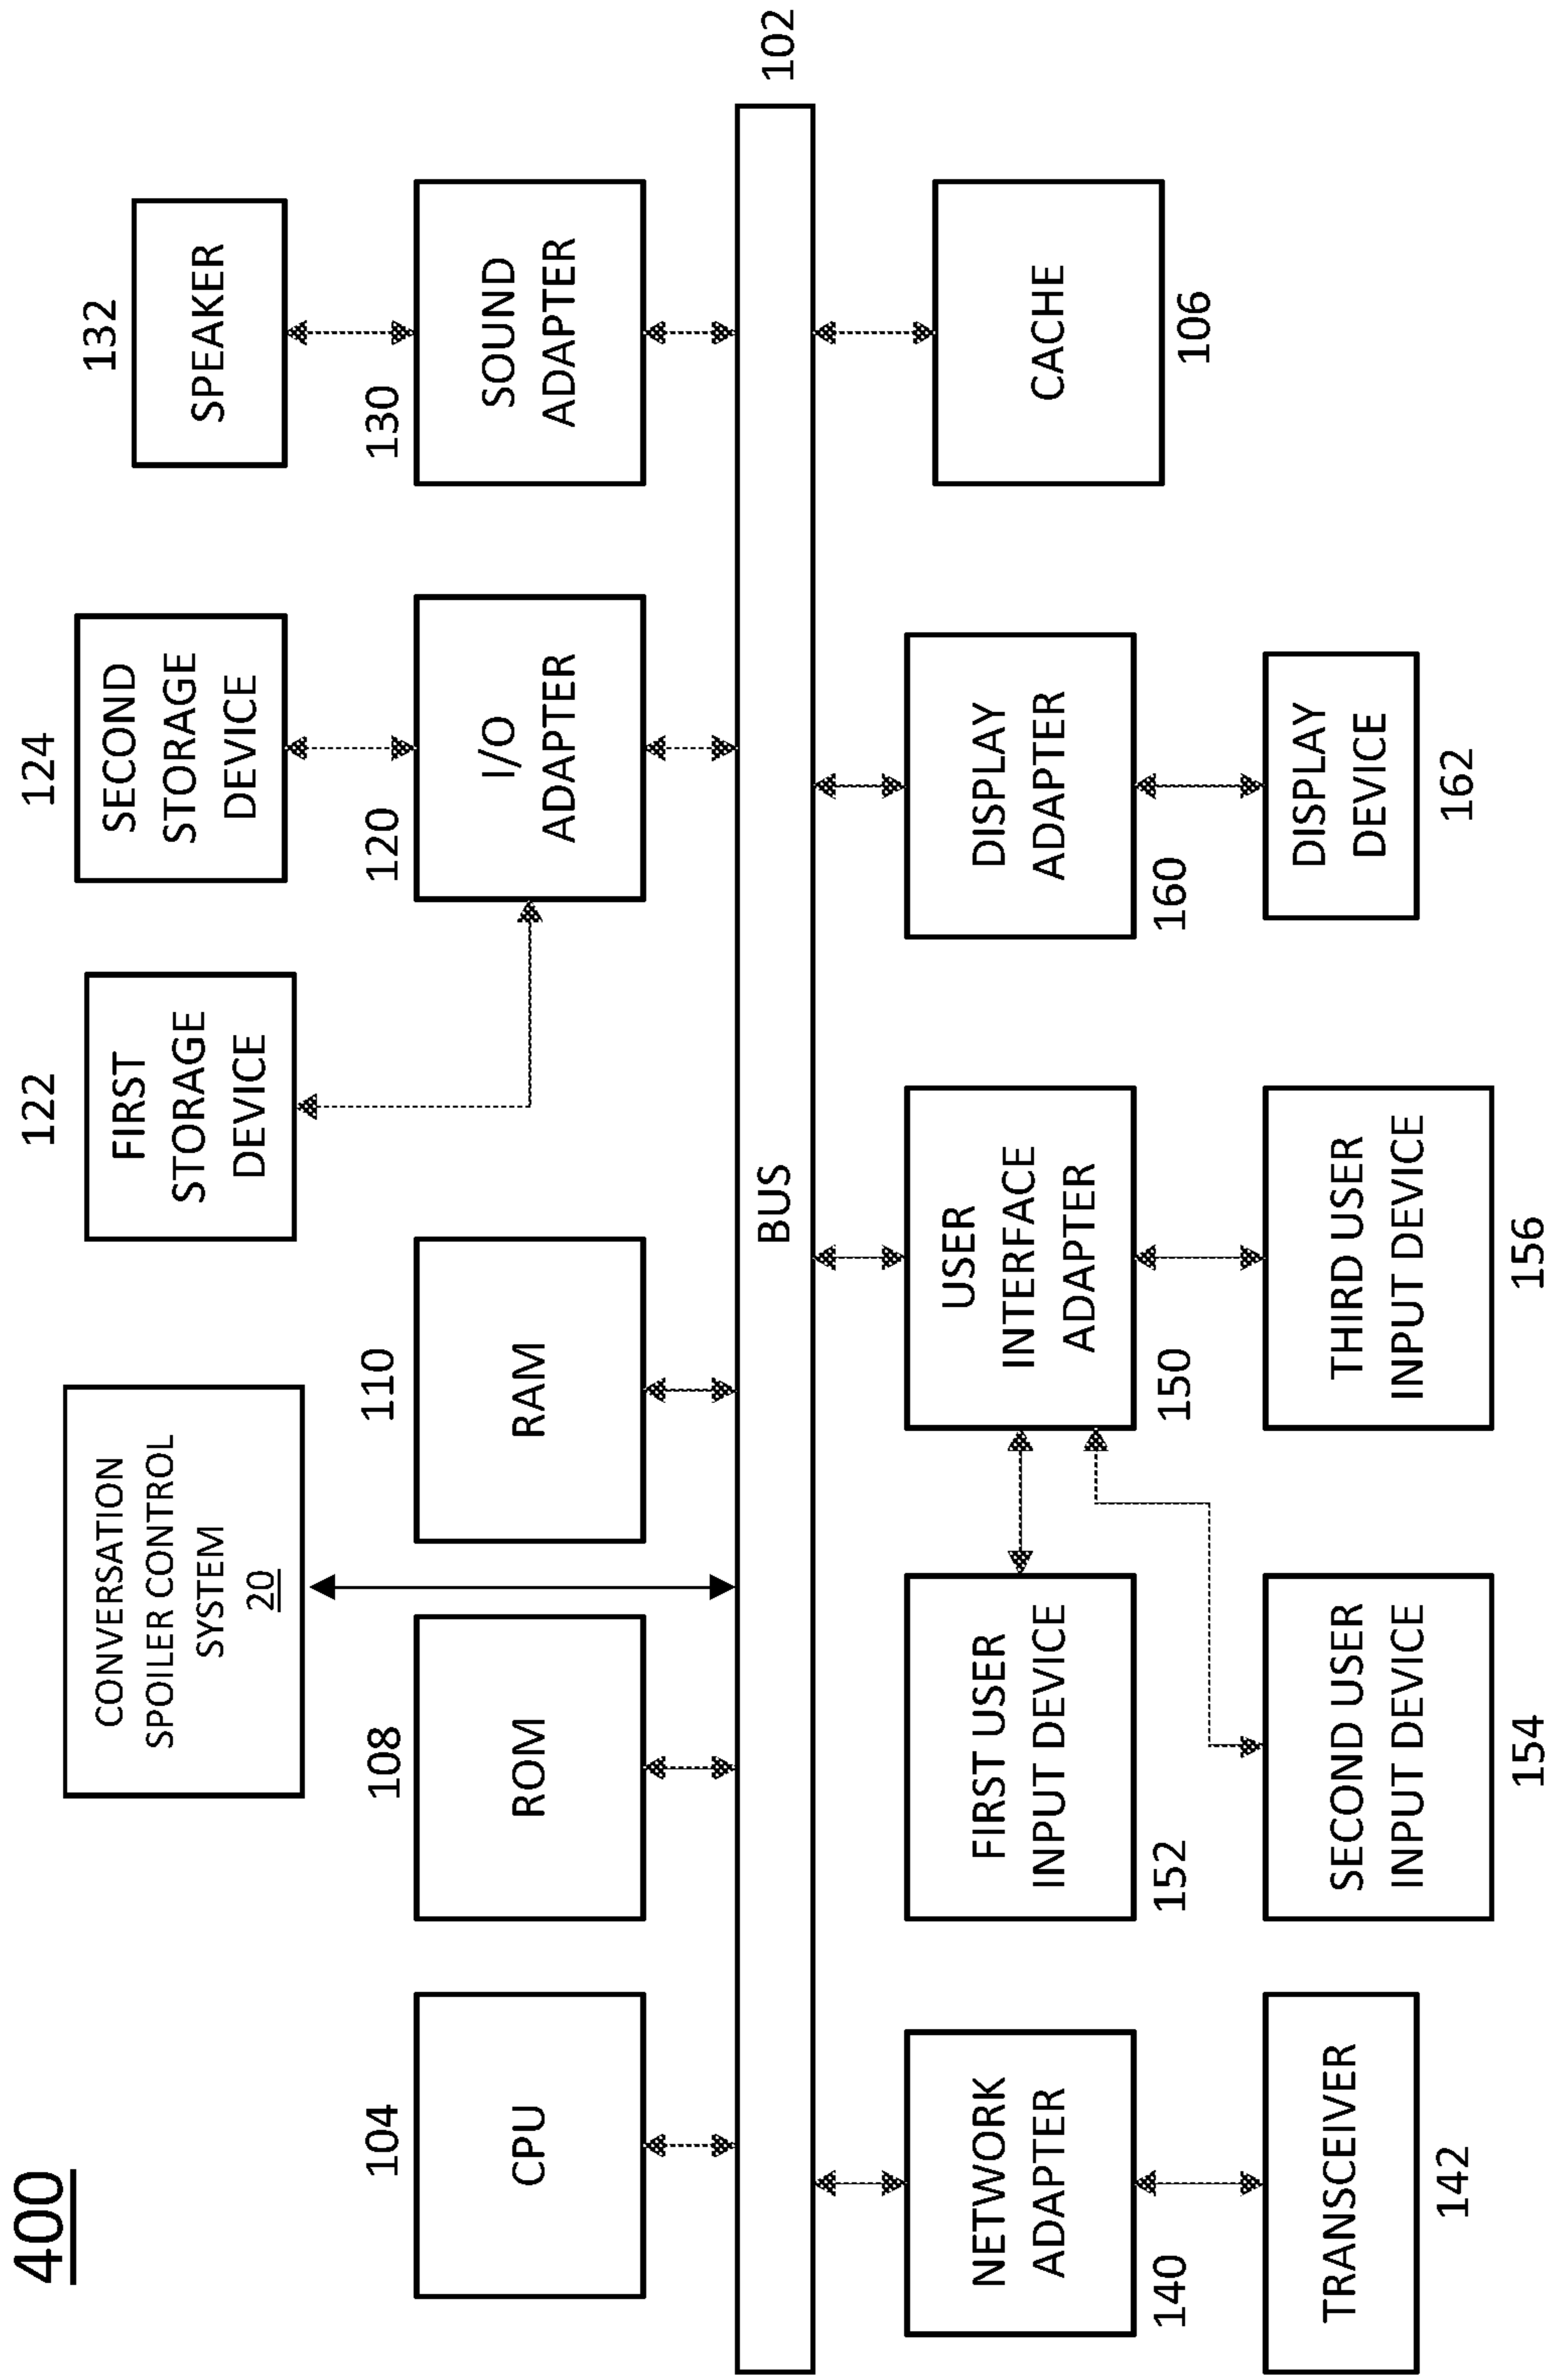 400
CONVERSATION
SPOILER CONTROL
SYSTEM
20
122
FIRST
STORAGE
DEVICE
124
SECOND
STORAGE
DEVICE
132
SPEAKER
104
CPU
108
ROM
110
RAM
120
I/O
ADAPTER
130
SOUND
ADAPTER
BUS
102
NETWORK
ADAPTER
140
FIRST USER
INPUT DEVICE
152
USER
INTERFACE
ADAPTER
150
DISPLAY
ADAPTER
160
CACHE
106
TRANSCEIVER
142
SECOND USER
INPUT DEVICE
154
THIRD USER
INPUT DEVICE
156
DISPLAY
DEVICE
162